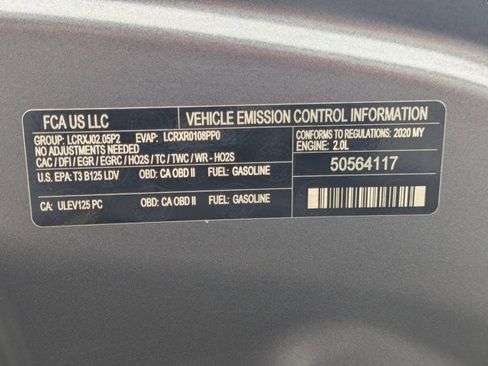 FCA US LLC
VEHICLE EMISSION CONTROL INFORMATION
GROUP: LCRXJ02.05P2 EVAP: LCRXR0108PP0
NO ADJUSTMENTS NEEDED
CAC / DFI / EGR / EGRC / HO2S / TC / TWC / WR - HO2S
CONFORMS TO REGULATIONS: 2020 MY
ENGINE: 2.0L
U.S. EPA: T3 B125 LDV OBD: CA OBD II FUEL: GASOLINE
50564117
CA: ULEV125 PC OBD: CA OBD II FUEL: GASOLINE